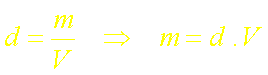 d = m/V ⇒ m = d . V